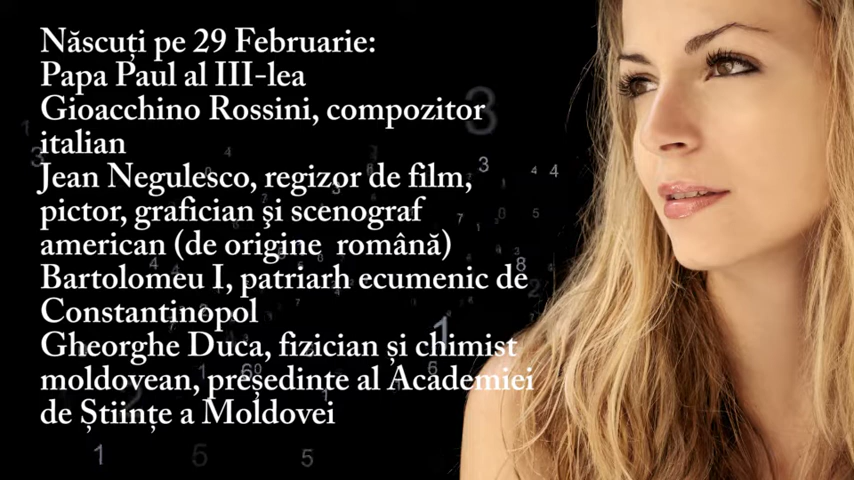 Născuți pe 29 Februarie:
Papa Paul al III-lea
Gioacchino Rossini, compozitor
italian
Jean Negulesco, regizor de film,
pictor, grafician şi scenograf
american (de origine  română)
Bartolomeu I, patriarh ecumenic de
Constantinopol
Gheorghe Duca, fizician și chimist
moldovean, preşedinte al Academiei
de Științe a Moldovei